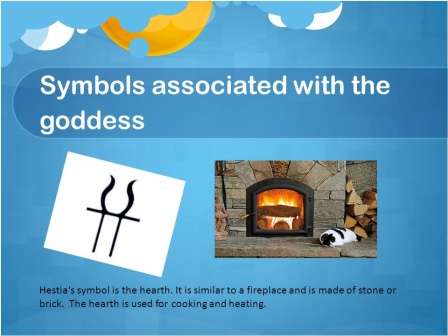 Symbols associated with the
goddess
Hestia's symbol is the hearth. It is similar to a fireplace and is made of stone or
brick.  The hearth is used for cooking and heating.